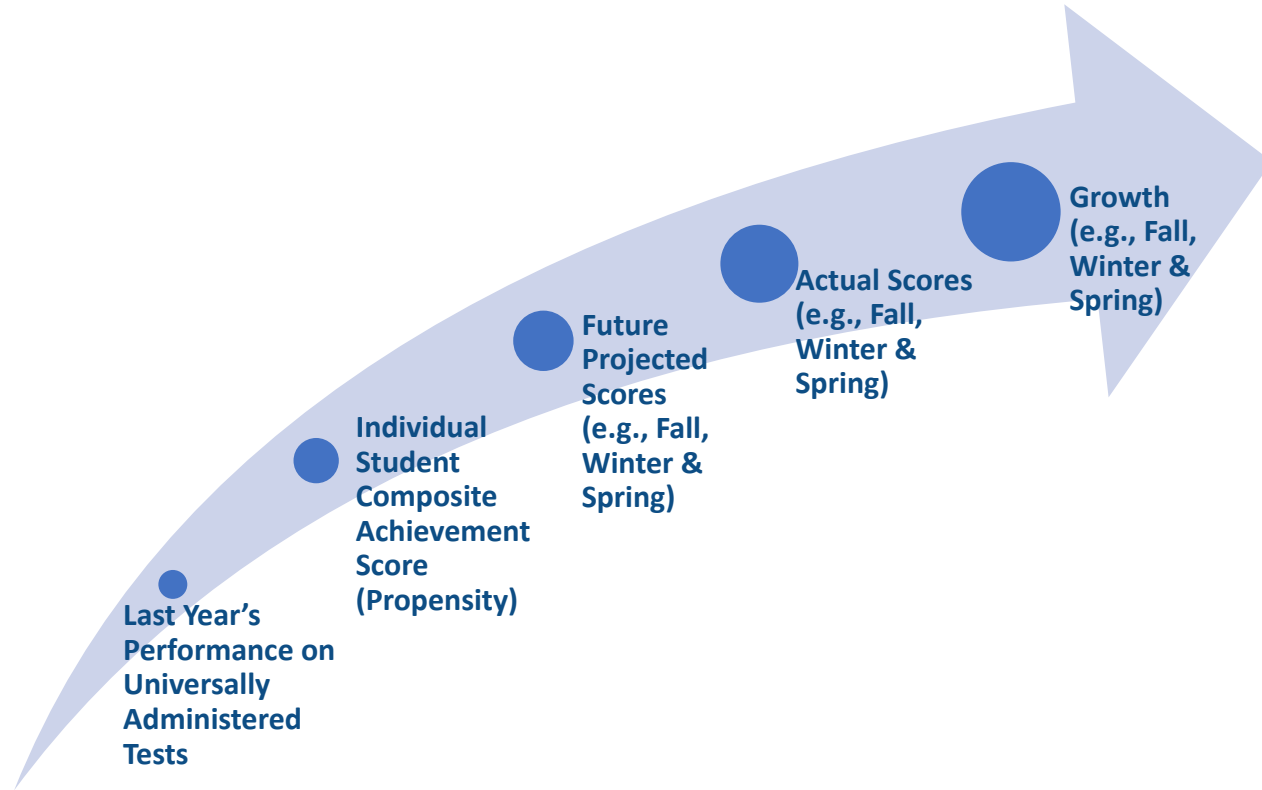 Last Year’s
Performance on
Universally
Administered
Tests
Individual
Student
Composite
Achievement
Score
(Propensity)
Future
Projected
Scores
(e.g., Fall,
Winter &
Spring)
Actual Scores
(e.g., Fall,
Winter &
Spring)
Growth
(e.g., Fall,
Winter &
Spring)